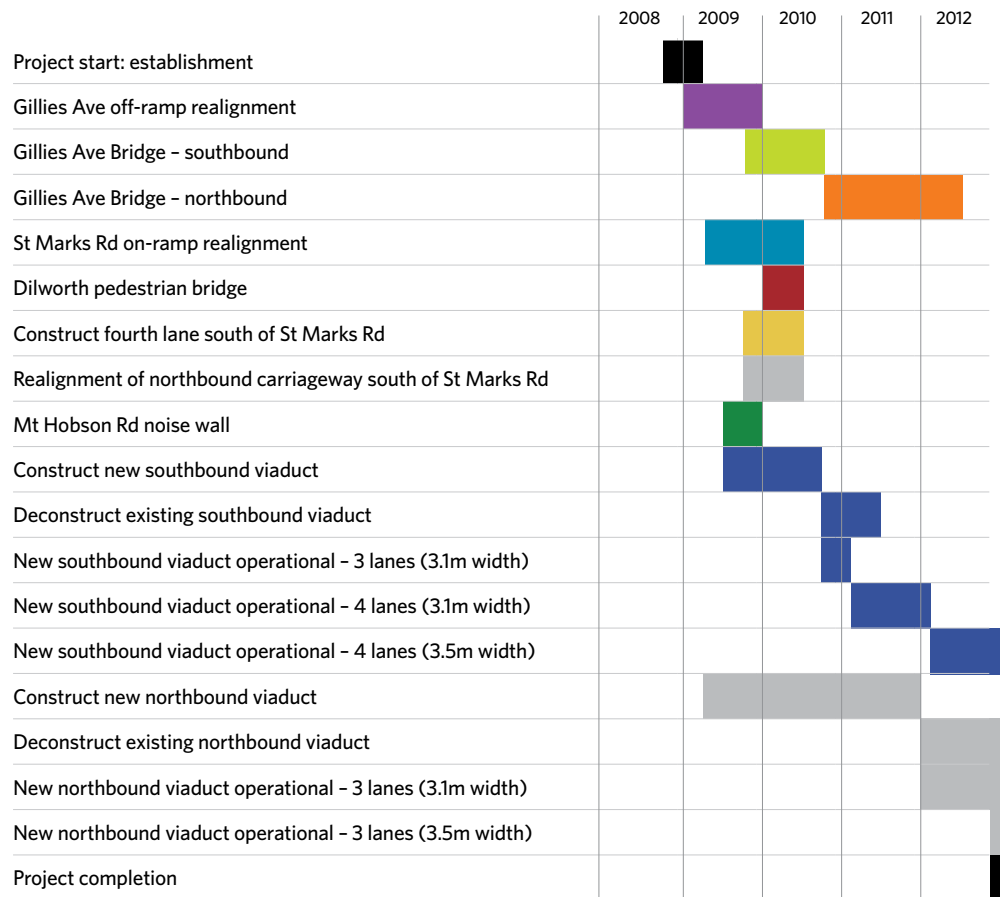 2008 2009 2010 2011 2012
Project start: establishment
Gillies Ave off-ramp realignment
Gillies Ave Bridge – southbound
Gillies Ave Bridge – northbound
St Marks Rd on-ramp realignment
Dilworth pedestrian bridge
Construct fourth lane south of St Marks Rd
Realignment of northbound carriageway south of St Marks Rd
Mt Hobson Rd noise wall
Construct new southbound viaduct
Deconstruct existing southbound viaduct
New southbound viaduct operational – 3 lanes (3.1m width)
New southbound viaduct operational – 4 lanes (3.1m width)
New southbound viaduct operational – 4 lanes (3.5m width)
Construct new northbound viaduct
Deconstruct existing northbound viaduct
New northbound viaduct operational – 3 lanes (3.1m width)
New northbound viaduct operational – 3 lanes (3.5m width)
Project completion